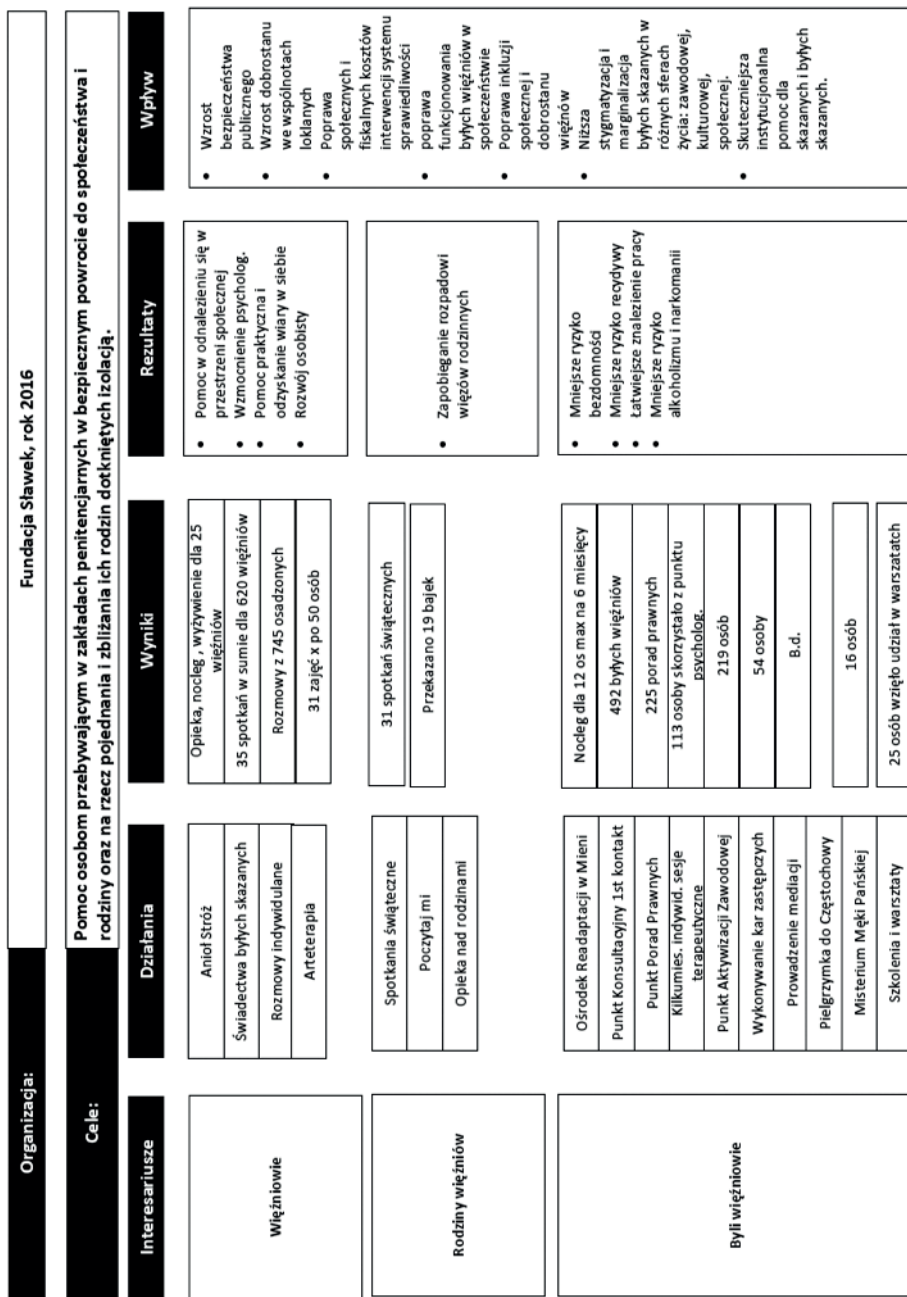 Organizacja:
Fundacja Sławek, rok 2016
Cele:
Pomoc osobom przebywającym w zakładach penitencjarnych w bezpiecznym powrocie do społeczeństwa i
rodziny oraz na rzecz pojednania i zbliżania ich rodzin dotkniętych izolacją.
Interesariusze
Działania
Wyniki
Rezultaty
Wpływ
Więźniowie
Anioł Stróż
Świadectwa byłych skazanych
Rozmowy indywidulane
Arteterapia
Opieka, nocleg , wyżywienie dla 25
więźniów
35 spotkań w sumie dla 620 więźniów
Rozmowy z 745 osadzonych
31 zajęć x po 50 osób
• Pomoc w odnalezieniu się w
przestrzeni społecznej
• Wzmocnienie psycholog.
• Pomoc praktyczna i
odzyskanie wiary w siebie
• Rozwój osobisty
Rodziny więźniów
Spotkania świąteczne
Poczytaj mi
Opieka nad rodzinami
31 spotkań świątecznych
Przekazano 19 bajek
• Zapobieganie rozpadowi
więzów rodzinnych
Byli więźniowie
Ośrodek Readaptacji w Mieni
Punkt Konsultacyjny 1st kontakt
Punkt Porad Prawnych
Kilkumies. indywid. sesje
terapeutyczne
Punkt Aktywizacji Zawodowej
Wykonywanie kar zastępczych
Prowadzenie mediacji
Pielgrzymka do Częstochowy
Misterium Męki Pańskiej
Szkolenia i warsztaty
Nocleg dla 12 os max na 6 miesięcy
492 byłych więźniów
225 porad prawnych
113 osoby skorzystało z punktu
psycholog.
219 osób
54 osoby
B.d.
16 osób
25 osób wzięło udział w warsztatatch
• Mniejsze ryzyko
bezdomności
• Mniejsze ryzyko recydywy
• Łatwiejsze znalezienie pracy
• Mniejsze ryzyko
alkoholizmu i narkomanii
• Wzrost
bezpieczeństwa
publicznego
• Wzrost dobrostanu
we wspólnotach
loklanych
• Poprawa
społecznych i
fiskalnych kosztów
interwencji systemu
sprawiedliwości
• poprawa
funkcjonowania
byłych więźniów w
społeczeństwie
• Poprawa inkluzji
społecznej i
dobrostanu
więźnów
• Niższa
stygmatyzacja i
marginalizacja
byłych skazanych w
różnych sferach
życia: zawodowej,
kulturowej,
społecznej.
• Skuteczniejsza
instytucjonalna
pomoc dla
skazanych i byłych
skazanych.